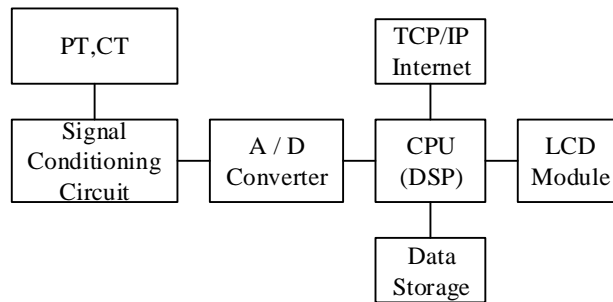 PT,CT
TCP/IP
Internet
Signal
Conditioning
Circuit
A / D
Converter
CPU
(DSP)
LCD
Module
Data
Storage